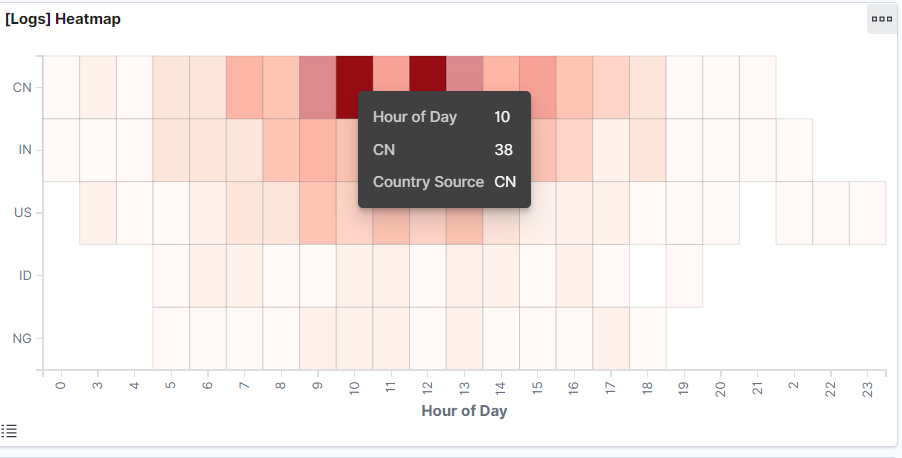 [Logs] Heatmap
CN
IN
US
ID
NG
Hour of Day 10
CN 38
Country Source CN
0 3 4 5 6 7 8 9 10 11 12 13 14 15 16 17 18 19 20 21 2 22 23
Hour of Day